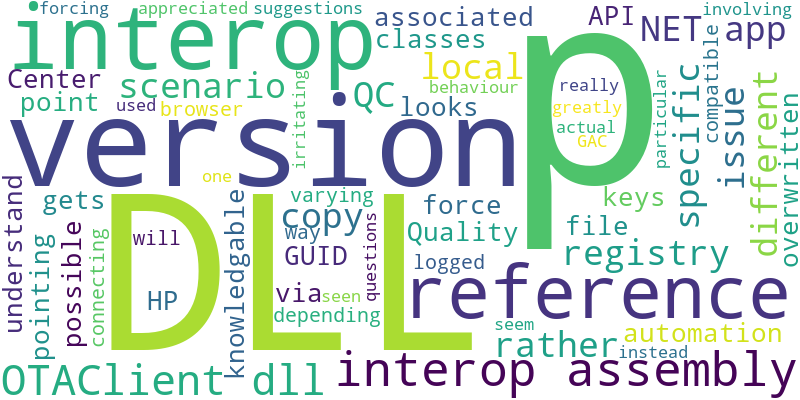 forcing
appreciated
suggestions
involving
interop
associated
API
NET
app
classes
Center
scenario
local
compatible
point
used
browser
QC
looks
behaviour
really
greatly
actual
GAC
particular
irritating
version
p
specific
issue
different
overwritten
one
DLL
understand
gets
varying
keys
copy
force
file
will
way
Quality
registry
possible
pointing
connecting
HP
knowledgable
GUID
questions
logged
via
seen
depending
reference
seem
rather
automation
instead
OTAClient
dll
interop assembly